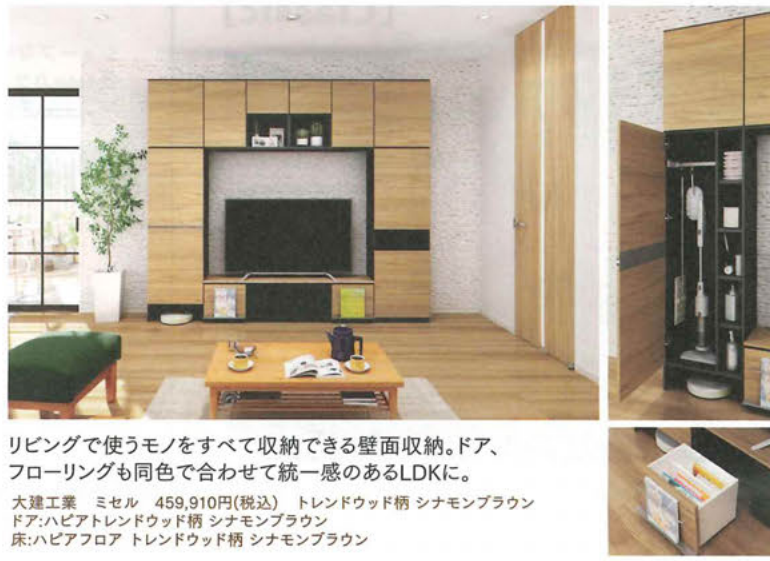 リビングで使うモノをすべて収納できる壁面収納。ドア、
フローリングも同色で合わせて統一感のあるLDKに。
大建工業　ミセル　459,910円(税込)　トレンドウッド柄 シナモンブラウン
ドア:ハピアトレンドウッド柄 シナモンブラウン
床:ハピアフロア トレンドウッド柄 シナモンブラウン